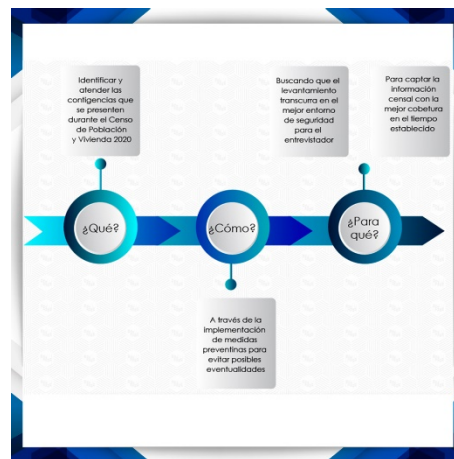 Identificar y
atender las
contigencias que
se presenten
durante el Censo
de Población
y Vivienda 2020
Buscando que el
levantamiento
transcurra en el
mejor entorno
de seguridad
para el
entrevistador
Para captar la
información
censal con la
mejor cobetura
en el tiempo
establecido
¿Qué?
¿Cómo?
¿Para
qué?
A través de la
implementación
de medidas
preventinas para
evitar posibles
eventualidades